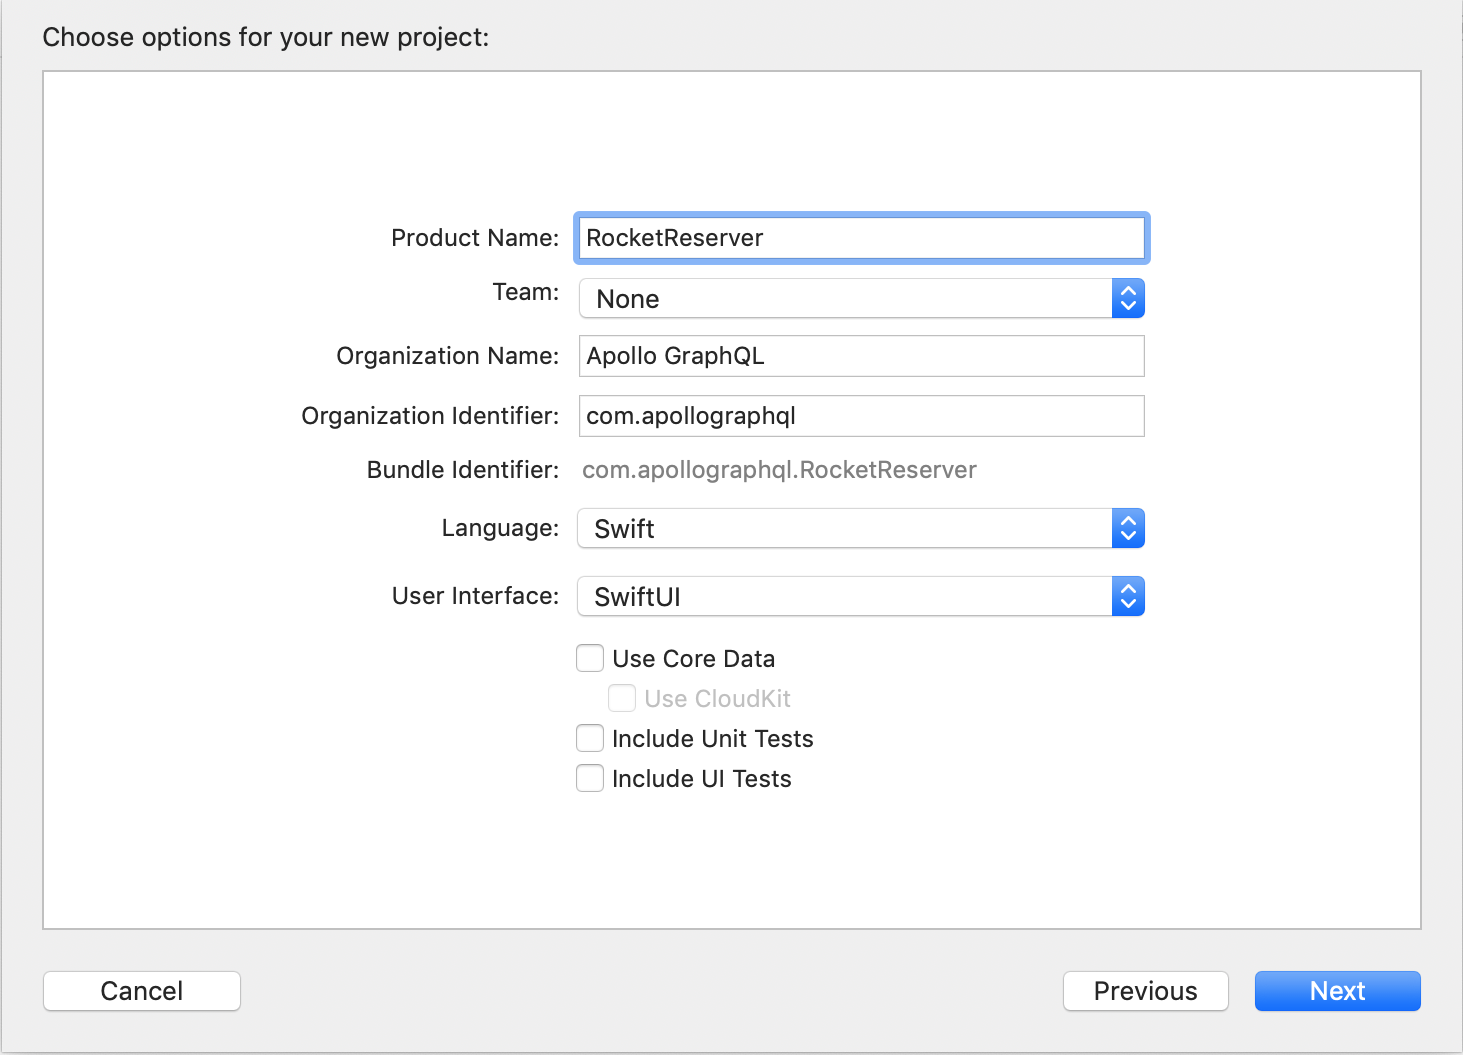 Choose options for your new project:
Product Name: RocketReserver
Team: None
Organization Name: Apollo GraphQL
Organization Identifier: com.apollographql
Bundle Identifier: com.apollographql.RocketReserver
Language: Swift
User Interface: SwiftUI
Use Core Data
Use CloudKit
Include Unit Tests
Include UI Tests
Cancel Previous Next